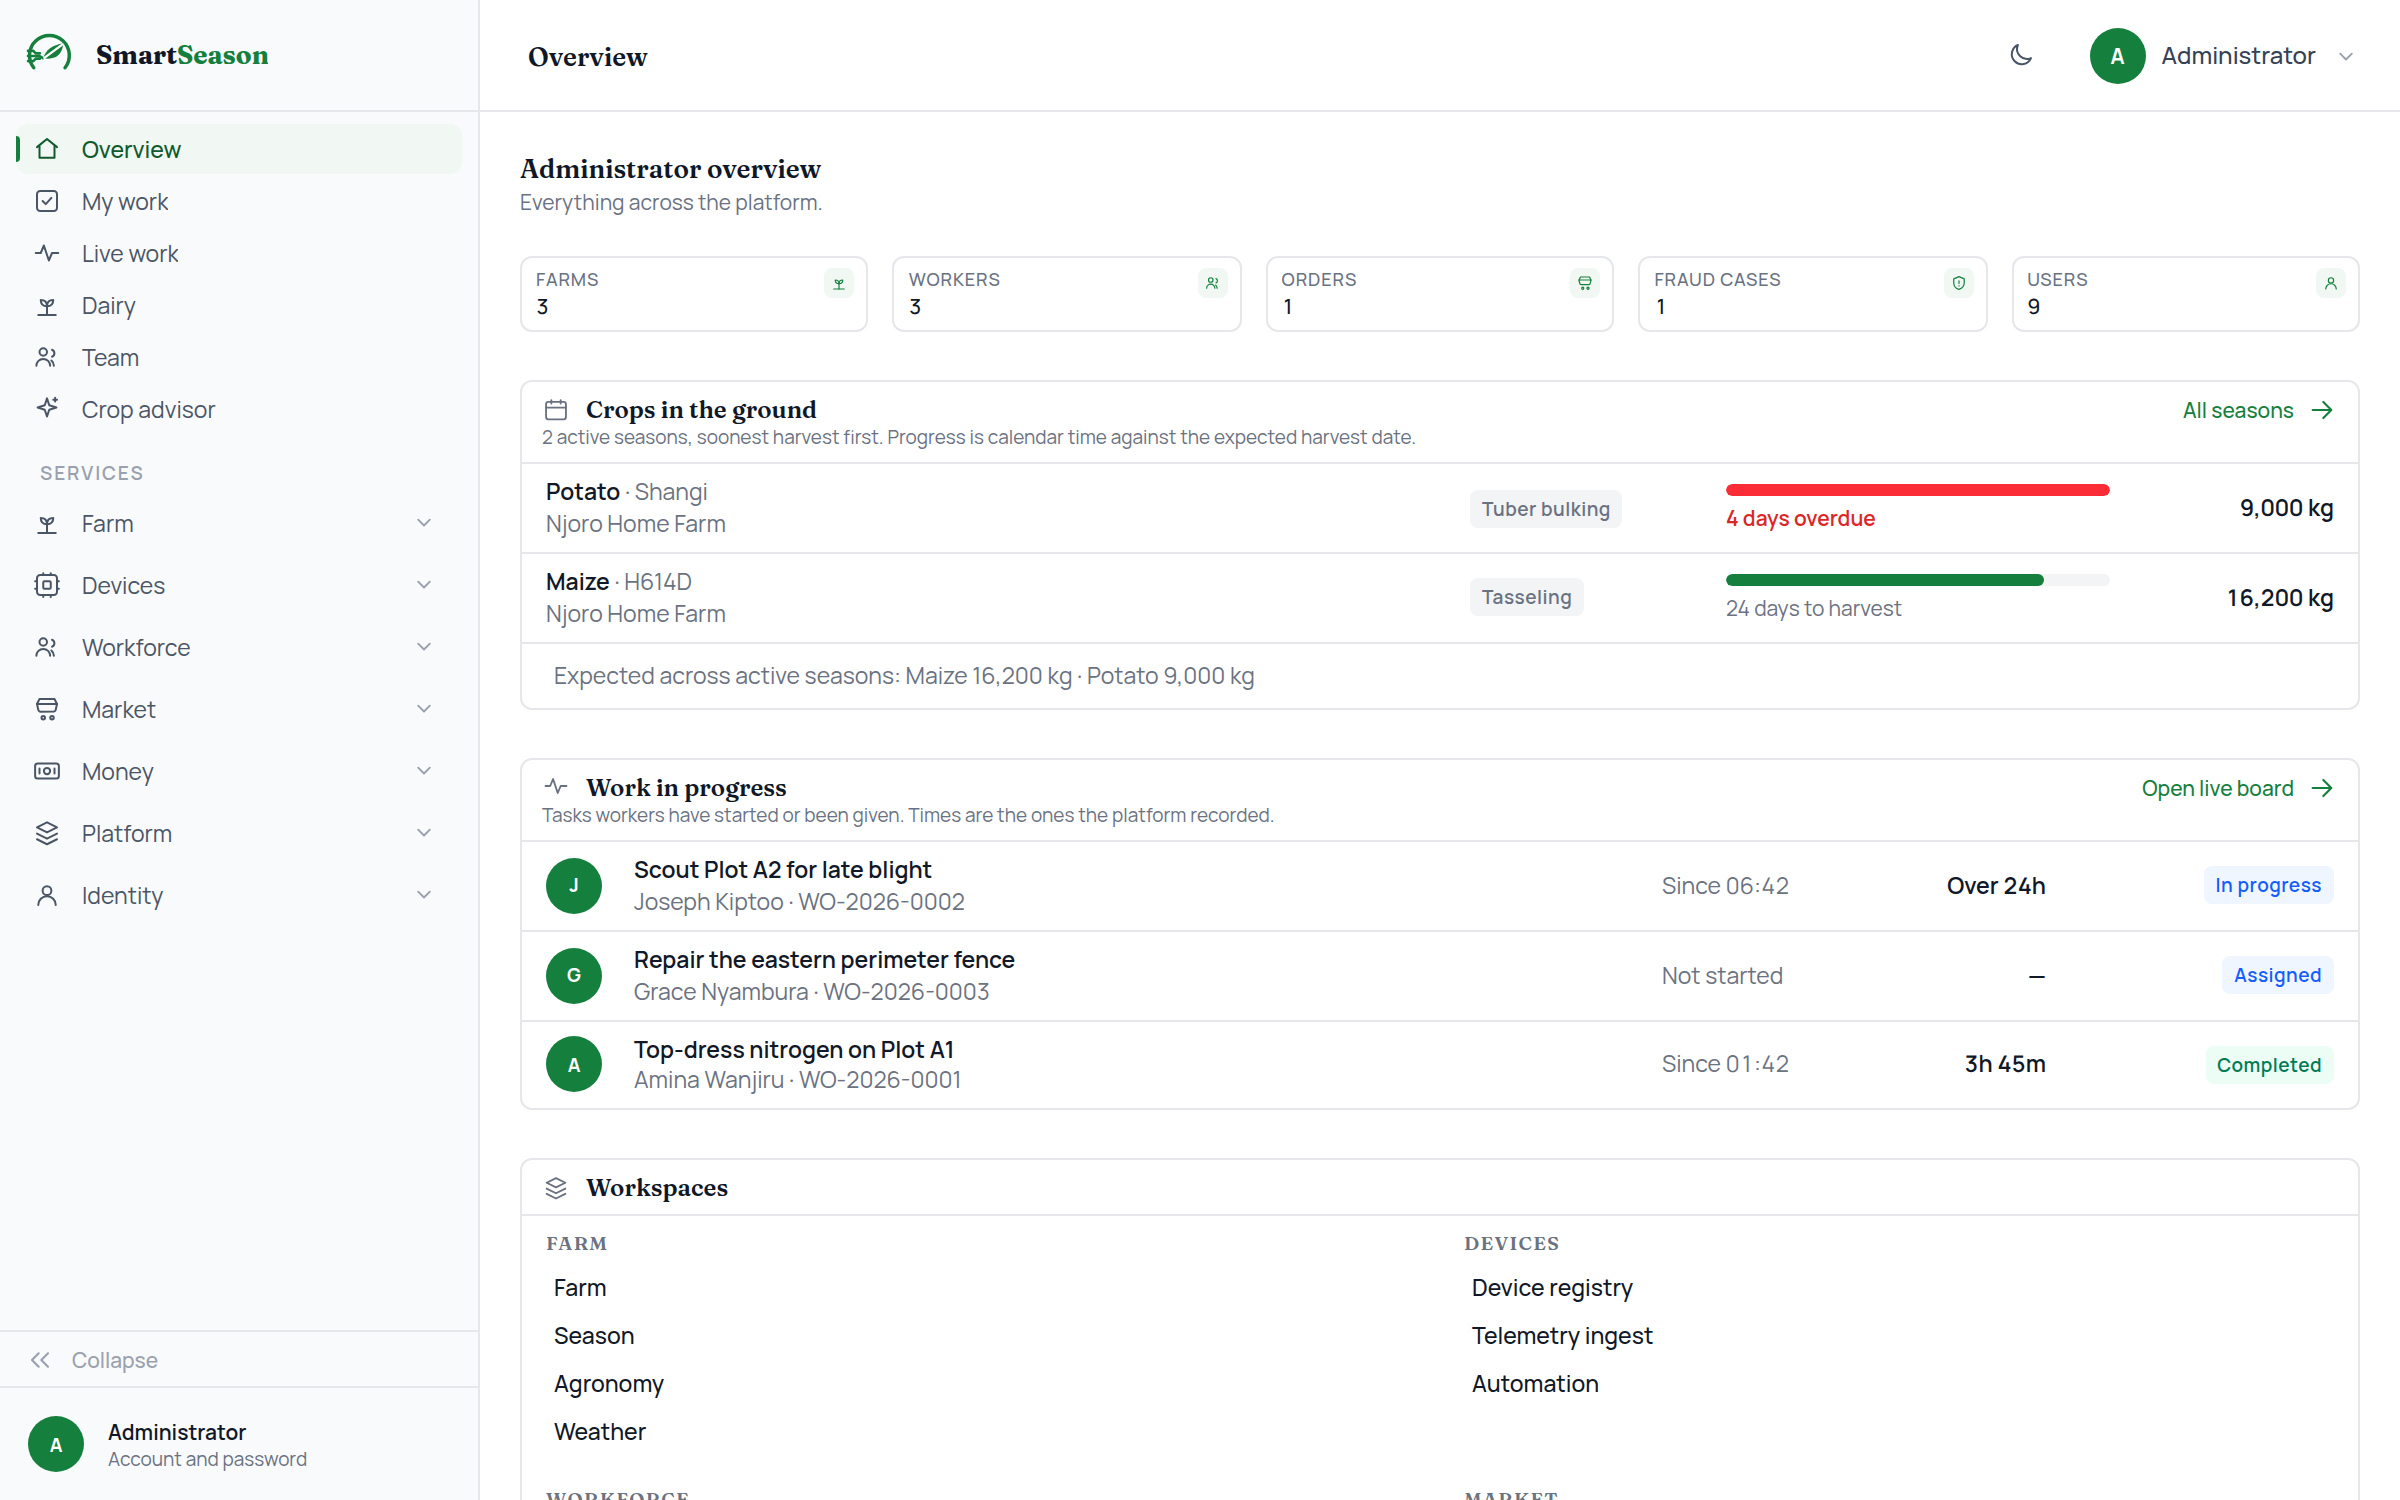 SmartSeason
Overview
A
Administrator
Overview
My work
Live work
Dairy
Team
Crop advisor
SERVICES
Farm
Devices
Workforce
Market
Money
Platform
Identity
Collapse
A
Administrator
Account and password
Administrator overview
Everything across the platform.
FARMS
3
WORKERS
3
ORDERS
1
FRAUD CASES
1
USERS
9
Crops in the ground
All seasons
2 active seasons, soonest harvest first. Progress is calendar time against the expected harvest date.
Potato · Shangi
Njoro Home Farm
Tuber bulking
4 days overdue
9,000 kg
Maize · H614D
Njoro Home Farm
Tasseling
24 days to harvest
16,200 kg
Expected across active seasons: Maize 16,200 kg · Potato 9,000 kg
Work in progress
Open live board
Tasks workers have started or been given. Times are the ones the platform recorded.
J
Scout Plot A2 for late blight
Joseph Kiptoo · WO-2026-0002
Since 06:42
Over 24h
In progress
G
Repair the eastern perimeter fence
Grace Nyambura · WO-2026-0003
Not started
—
Assigned
A
Top-dress nitrogen on Plot A1
Amina Wanjiru · WO-2026-0001
Since 01:42
3h 45m
Completed
Workspaces
FARM
Farm
Season
Agronomy
Weather
DEVICES
Device registry
Telemetry ingest
Automation
WORKFORCE
MARKET